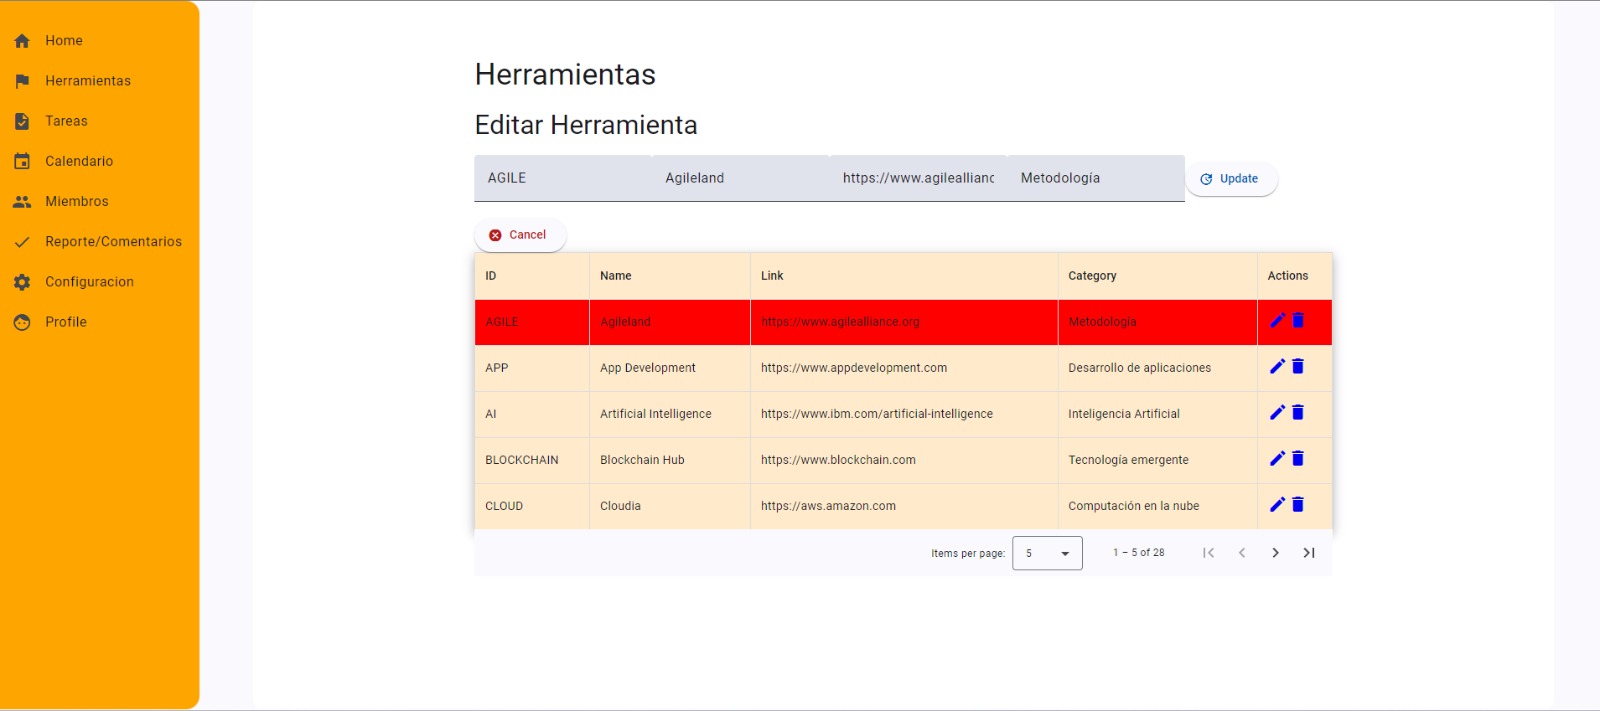 Home
Herramientas
Tareas
Calendario
Miembros
Reporte/Comentarios
Configuracion
Profile
Herramientas
Editar Herramienta
AGILE Agileland https://www.agileallianc Metodología Update
Cancel
ID Name Link Category Actions
AGILE Agileland https://www.agilealliance.org Metodología
APP App Development https://www.appdevelopment.com Desarrollo de aplicaciones
AI Artificial Intelligence https://www.ibm.com/artificial-intelligence Inteligencia Artificial
BLOCKCHAIN Blockchain Hub https://www.blockchain.com Tecnología emergente
CLOUD Cloudia https://aws.amazon.com Computación en la nube
Items per page: 5 1 – 5 of 28